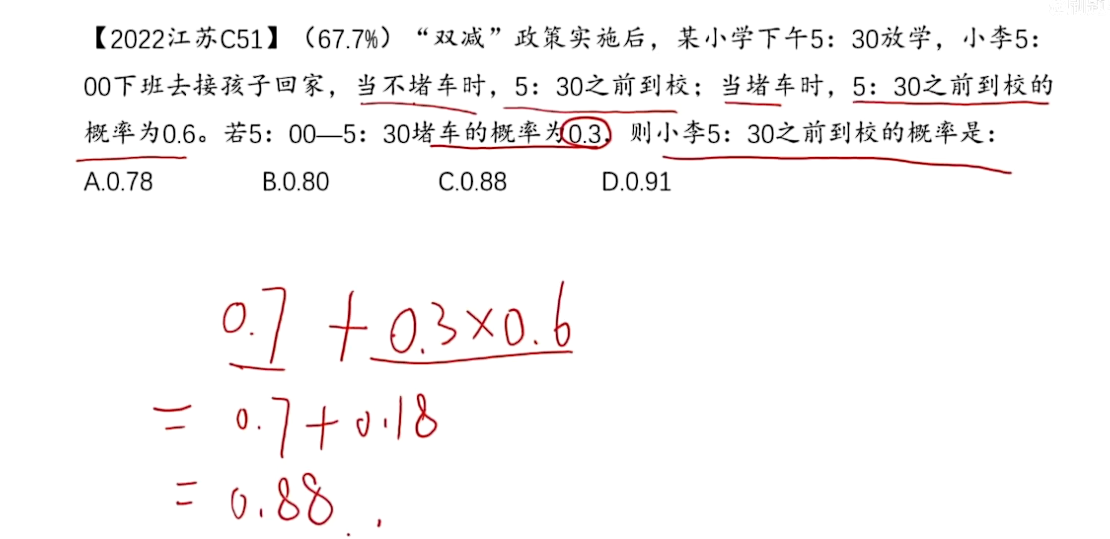 【2022江苏C51】（67.7%）“双减”政策实施后，某小学下午5：30放学，小李5：
00下班去接孩子回家，当不堵车时，5：30之前到校；当堵车时，5：30之前到校的
概率为0.6。若5：00—5：30堵车的概率为0.3，则小李5：30之前到校的概率是：
A.0.78 B.0.80 C.0.88 D.0.91
0.7 + 0.3×0.6
= 0.7+0.18
= 0.88